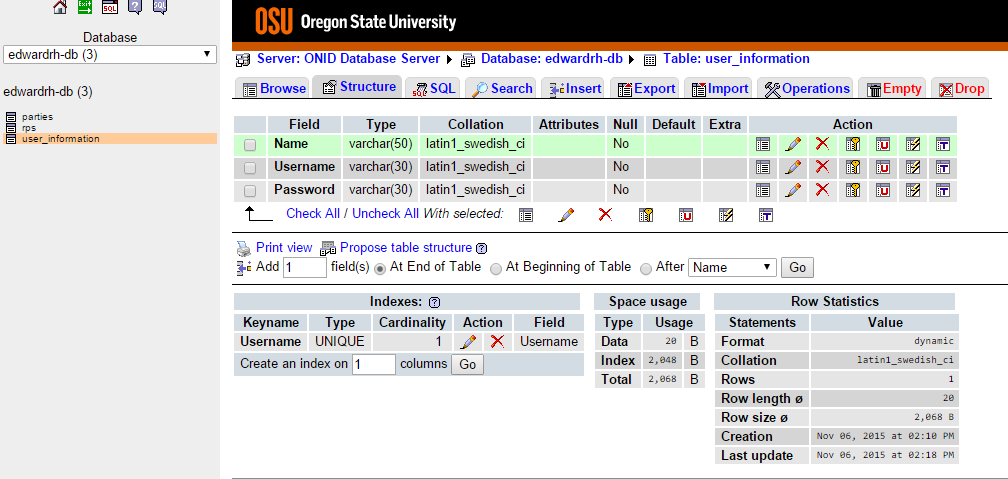 SQL
SQL
Database
edwardrh-db (3)
edwardrh-db (3)
parties
rps
user_information
OSU Oregon State University
Server: ONID Database Server Database: edwardrh-db Table: user_information
Browse Structure SQL Search Insert Export Import Operations Empty Drop
Field Type Collation Attributes Null Default Extra Action
Name varchar(50) latin1_swedish_ci No
Username varchar(30) latin1_swedish_ci No
Password varchar(30) latin1_swedish_ci No
Check All / Uncheck All With selected:
Print view Propose table structure
Add 1 field(s) At End of Table At Beginning of Table After Name Go
Indexes:
Keyname Type Cardinality Action Field
Username UNIQUE 1 Username
Create an index on 1 columns Go
Space usage
Type Usage
Data 20 B
Index 2,048 B
Total 2,068 B
Row Statistics
Statements Value
Format dynamic
Collation latin1_swedish_ci
Rows 1
Row length ø 20
Row size ø 2,068 B
Creation Nov 06, 2015 at 02:10 PM
Last update Nov 06, 2015 at 02:18 PM